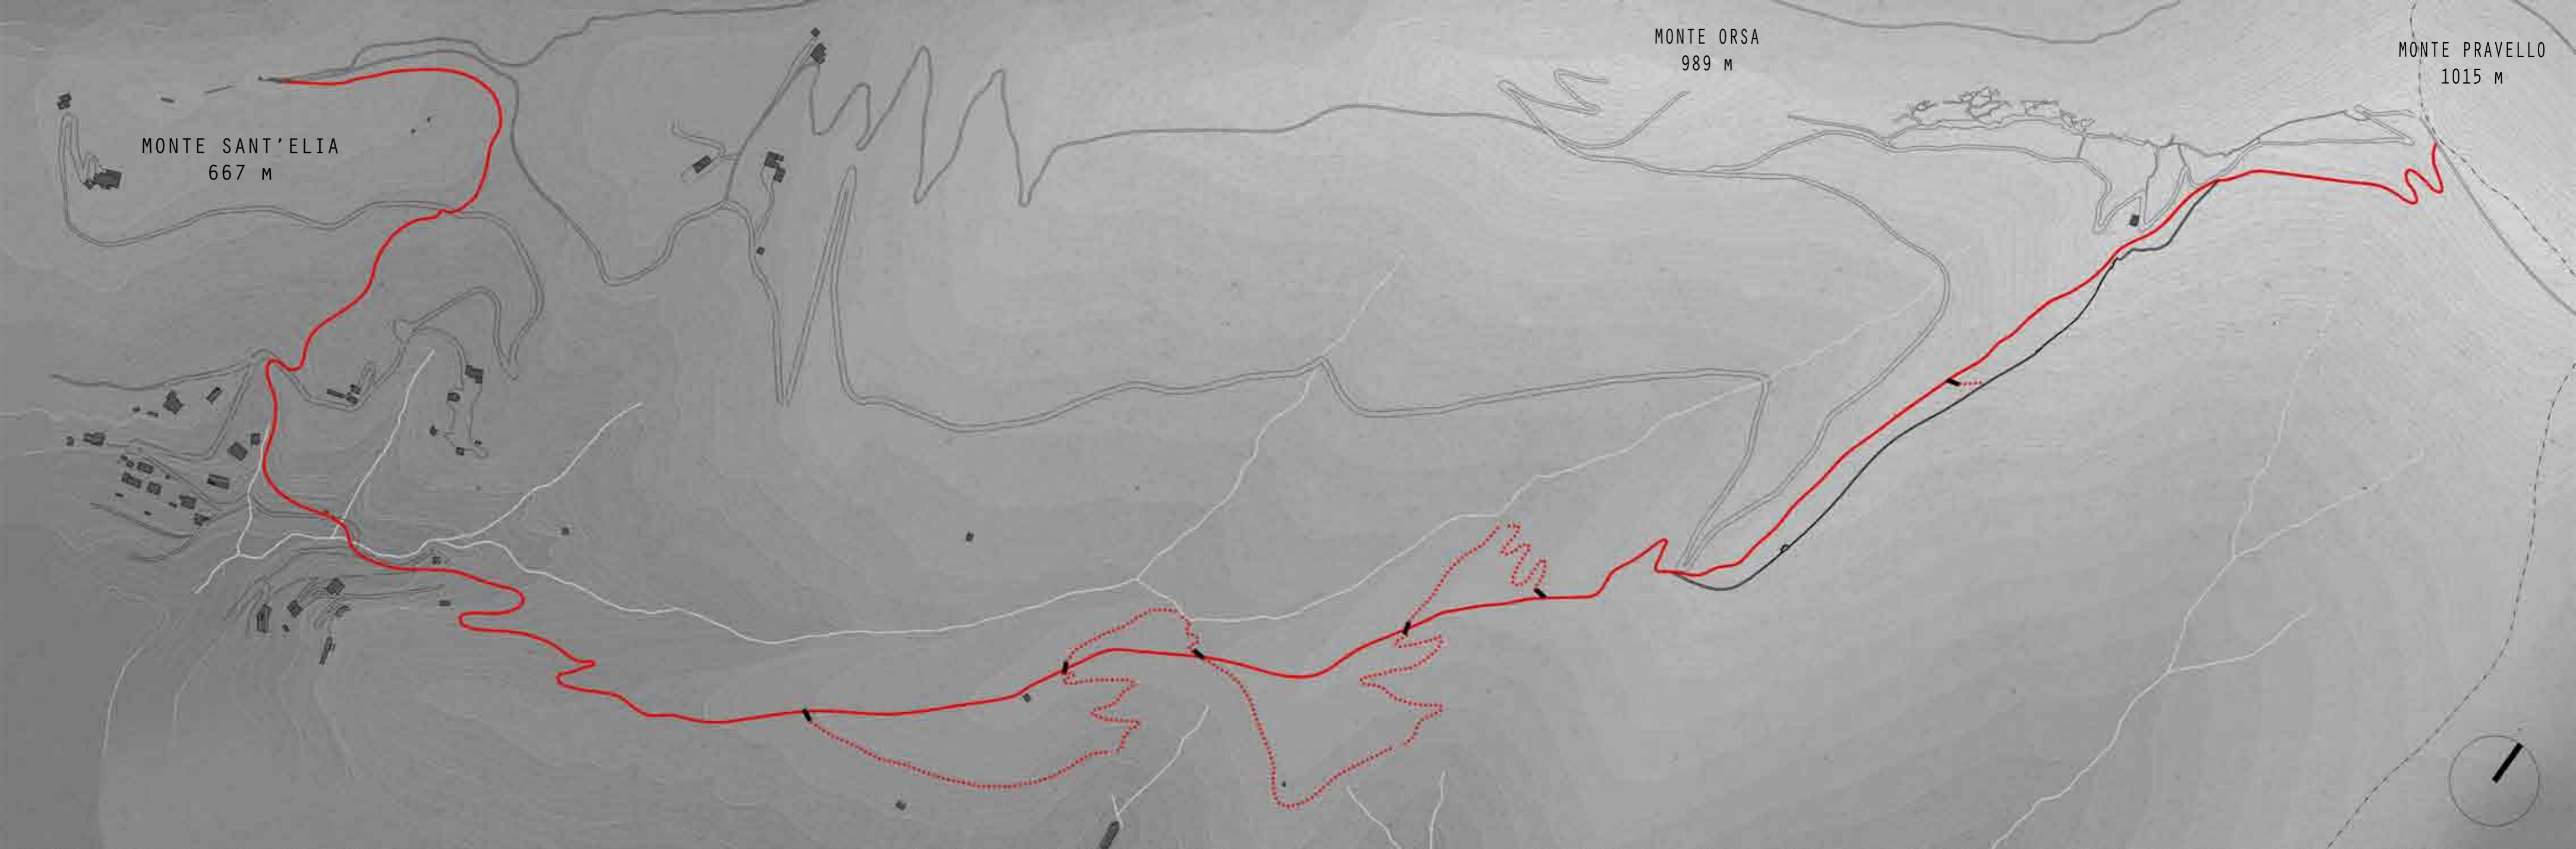 MONTE SANT'ELIA
667 M
MONTE ORSA
989 M
MONTE PRAVELLO
1015 M